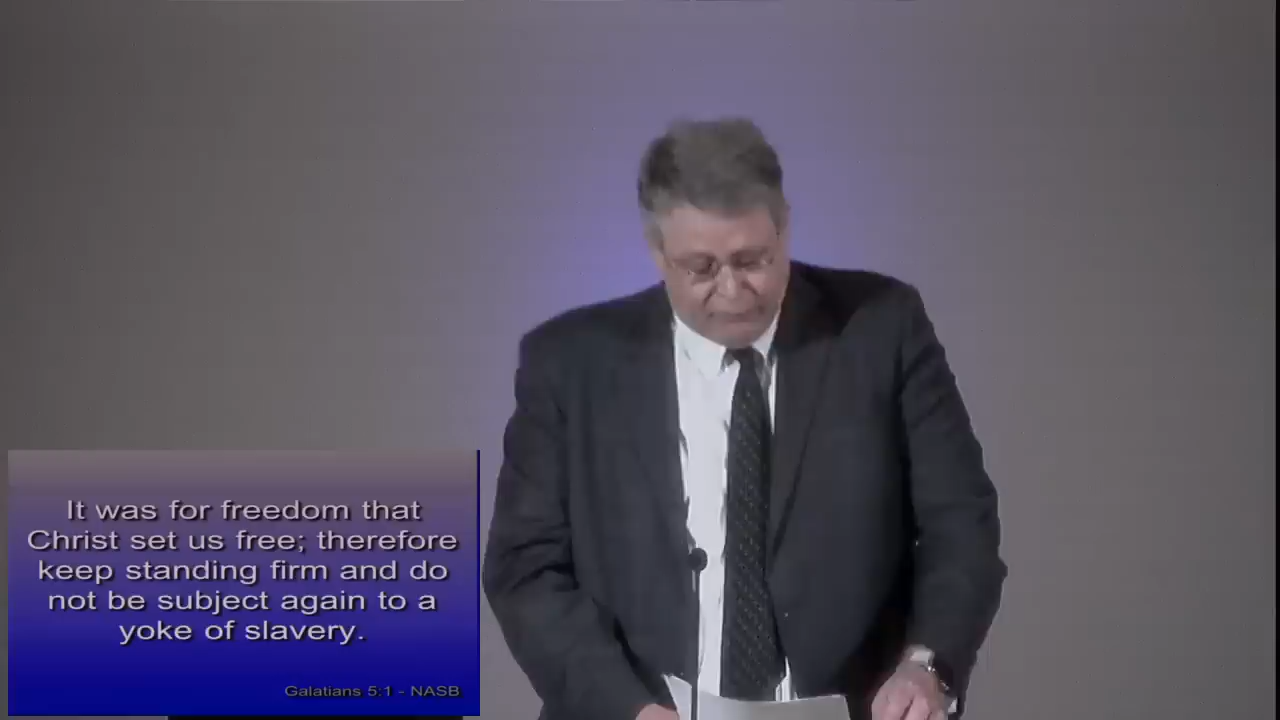 It was for freedom that
Christ set us free; therefore
keep standing firm and do
not be subject again to a
yoke of slavery.
Galatians 5:1 - NASB